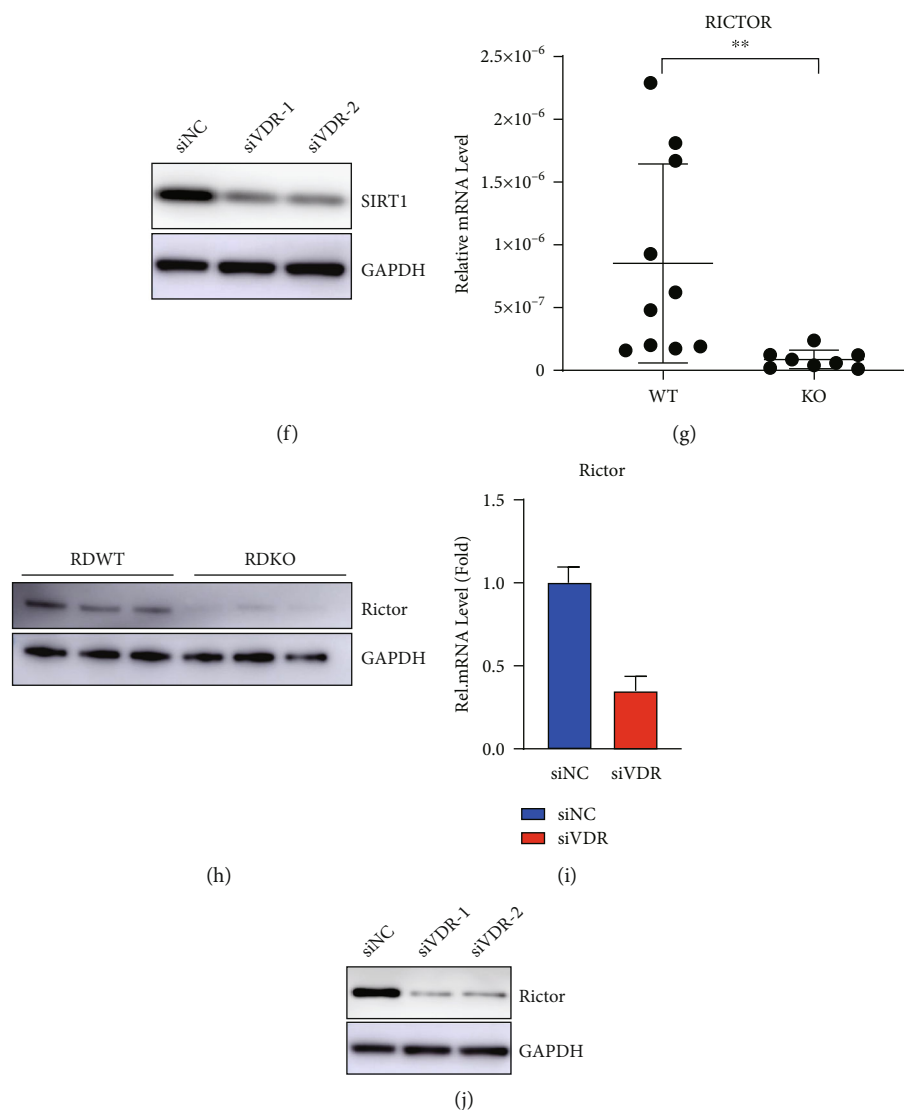 siNC
siVDR-1
siVDR-2
SIRT1
GAPDH
(f)
RICTOR
**
Relative mRNA Level
2.5×10⁻⁶
2×10⁻⁶
1.5×10⁻⁶
1×10⁻⁶
5×10⁻⁷
0
WT
KO
(g)
RDWT
RDKO
Rictor
GAPDH
(h)
Rictor
Rel.mRNA Level (Fold)
1.5
1.0
0.5
0.0
siNC
siVDR
siNC
siVDR
(i)
siNC
siVDR-1
siVDR-2
Rictor
GAPDH
(j)